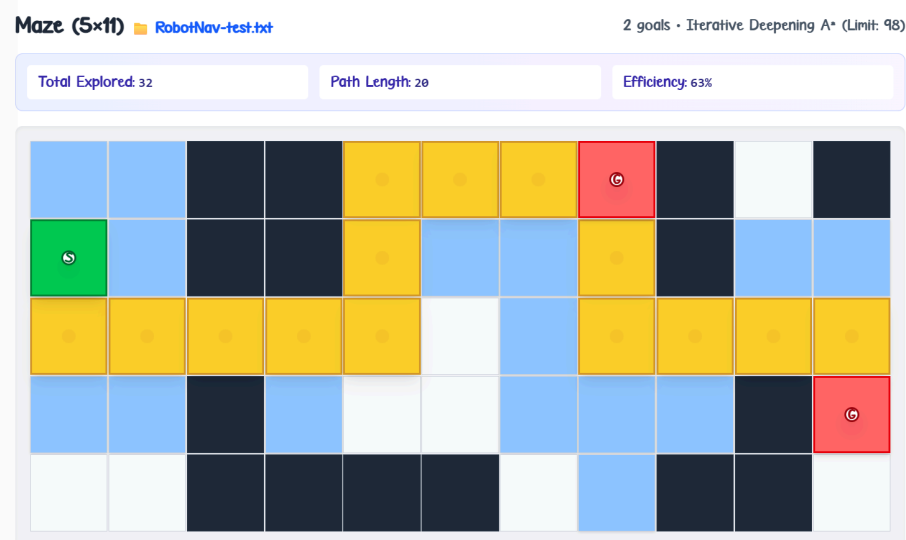 Maze (5×11) 📁 RobotNav-test.txt
2 goals • Iterative Deepening A* (Limit: 98)
Total Explored: 32
Path Length: 20
Efficiency: 63%
G
S
G